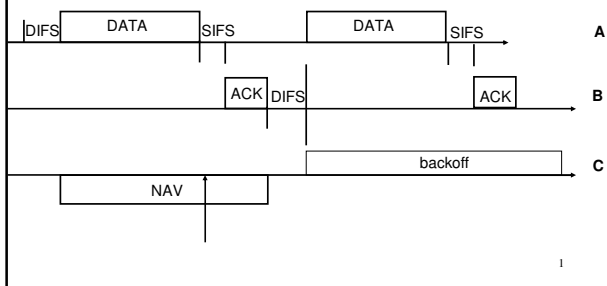 DIFS DATA SIFS DATA SIFS A
ACK DIFS ACK B
backoff C
NAV
1